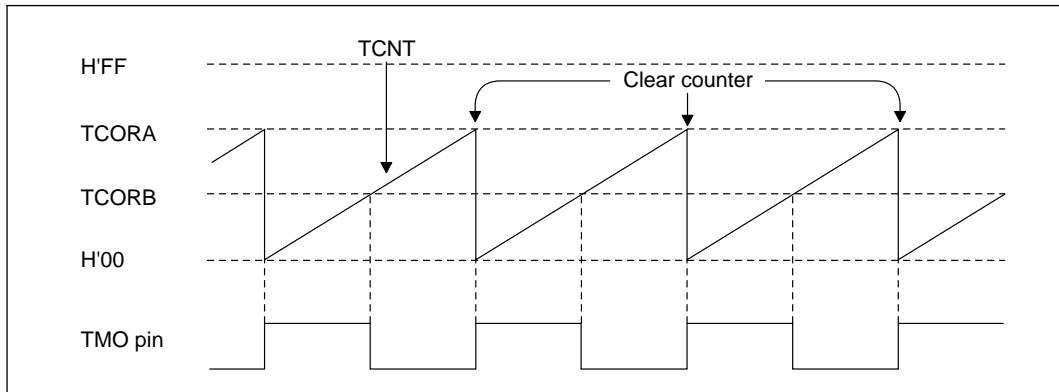 TCNT
H'FF
Clear counter
TCORA
TCORB
H'00
TMO pin